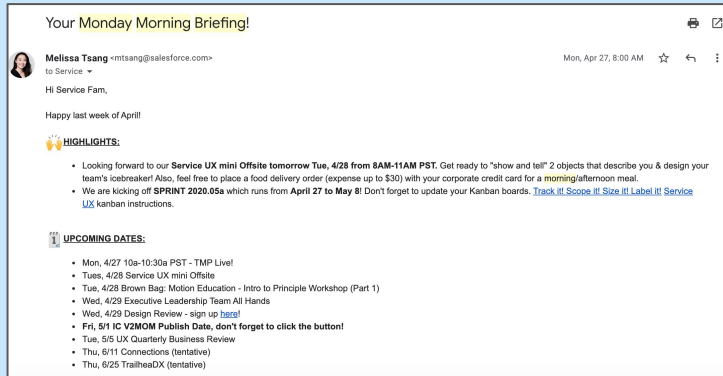 Your Monday Morning Briefing!
Melissa Tsang <mtsang@salesforce.com>
Mon, Apr 27, 8:00 AM
to Service
Hi Service Fam,
Happy last week of April!
HIGHLIGHTS:
Looking forward to our Service UX mini Offsite tomorrow Tue, 4/28 from 8AM-11AM PST. Get ready to "show and tell" 2 objects that describe you & design your
team's icebreaker! Also, feel free to place a food delivery order (expense up to $30) with your corporate credit card for a morning/afternoon meal.
We are kicking off SPRINT 2020.05a which runs from April 27 to May 8! Don't forget to update your Kanban boards. Track it! Scope it! Size it! Label it! Service
UX kanban instructions.
1 UPCOMING DATES:
Mon, 4/27 10a-10:30a PST - TMP Live!
Tues, 4/28 Service UX mini Offsite
Tue, 4/28 Brown Bag: Motion Education - Intro to Principle Workshop (Part 1)
Wed, 4/29 Executive Leadership Team All Hands
Wed, 4/29 Design Review - sign up here!
Fri, 5/1 IC V2MOM Publish Date, don't forget to click the button!
Tue, 5/5 UX Quarterly Business Review
Thu, 6/11 Connections (tentative)
Thu, 6/25 TrailheaDX (tentative)